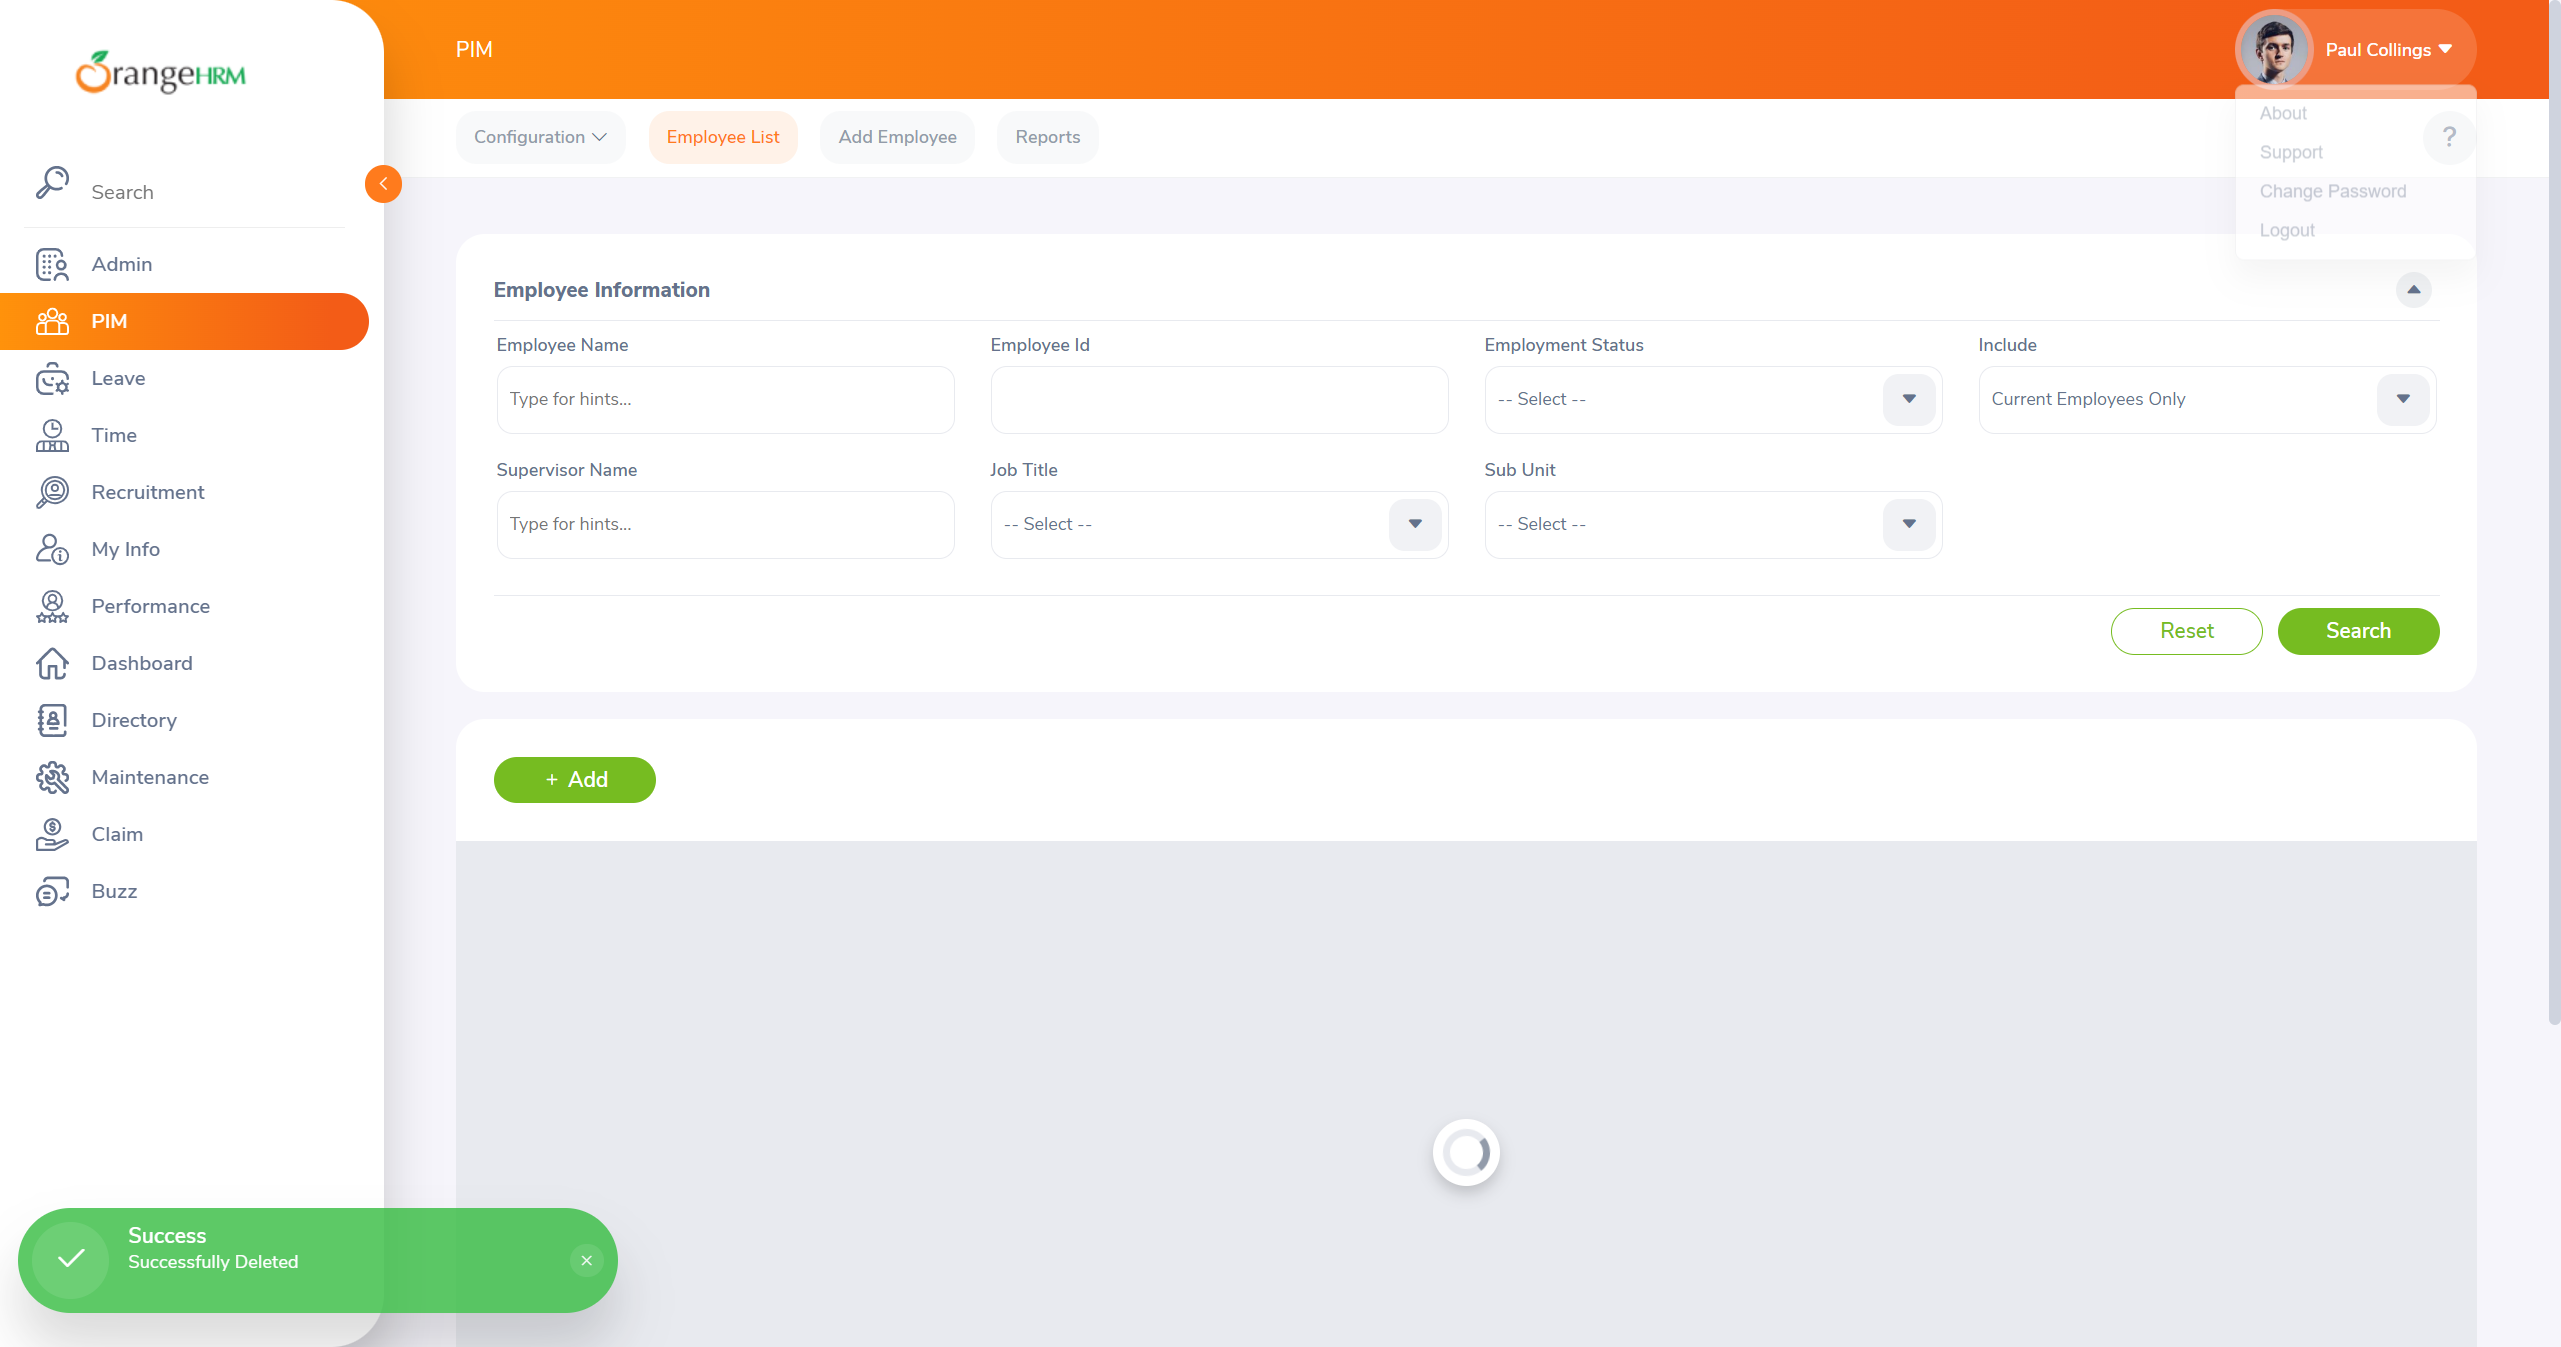 OrangeHRM
Search
Admin
PIM
Leave
Time
Recruitment
My Info
Performance
Dashboard
Directory
Maintenance
Claim
Buzz
PIM
Paul Collings
Configuration
Employee List
Add Employee
Reports
?
About
Support
Change Password
Logout
Employee Information
Employee Name
Employee Id
Employment Status
Include
Type for hints...
-- Select --
Current Employees Only
Supervisor Name
Job Title
Sub Unit
Type for hints...
-- Select --
-- Select --
Reset
Search
+ Add
Success
Successfully Deleted